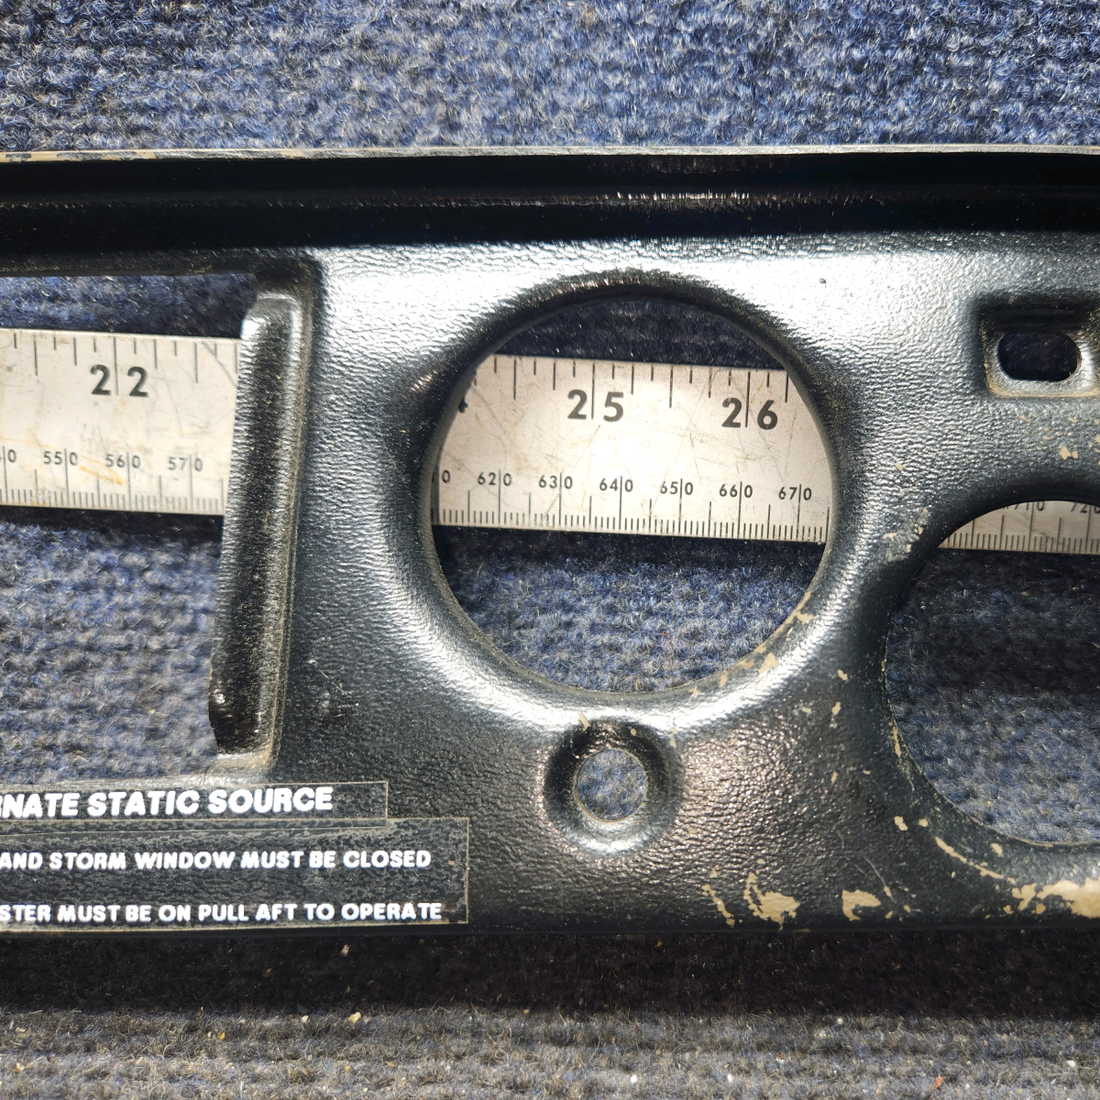 22 25 26
550 560 570 620 630 640 650 660 670
RNATE STATIC SOURCE
AND STORM WINDOW MUST BE CLOSED
STER MUST BE ON PULL AFT TO OPERATE